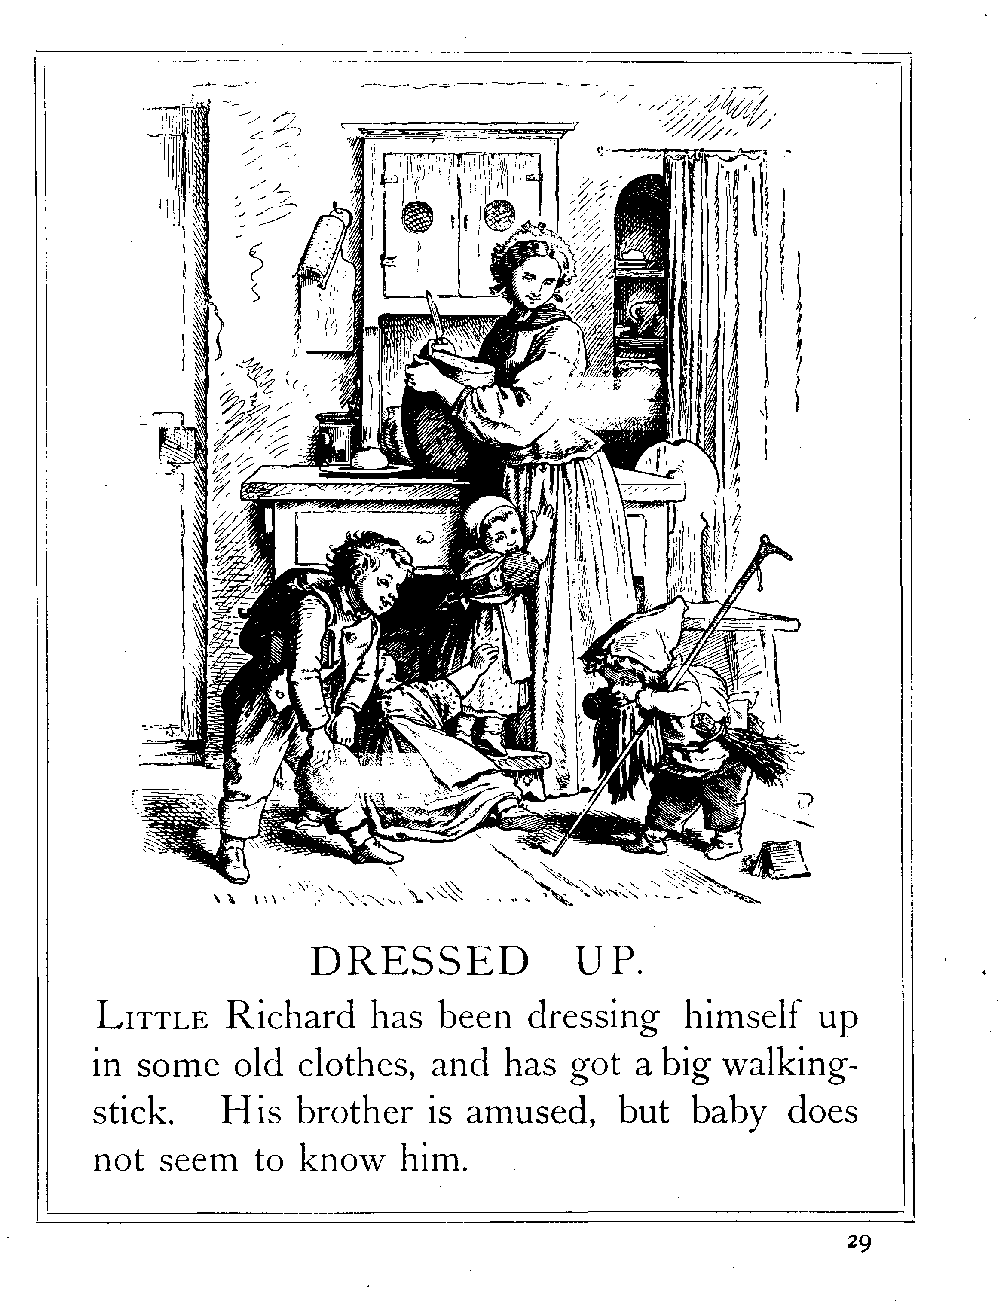 DRESSED UP.
LITTLE Richard has been dressing himself up
in some old clothes, and has got a big walking-
stick. His brother is amused, but baby does
not seem to know him.
29